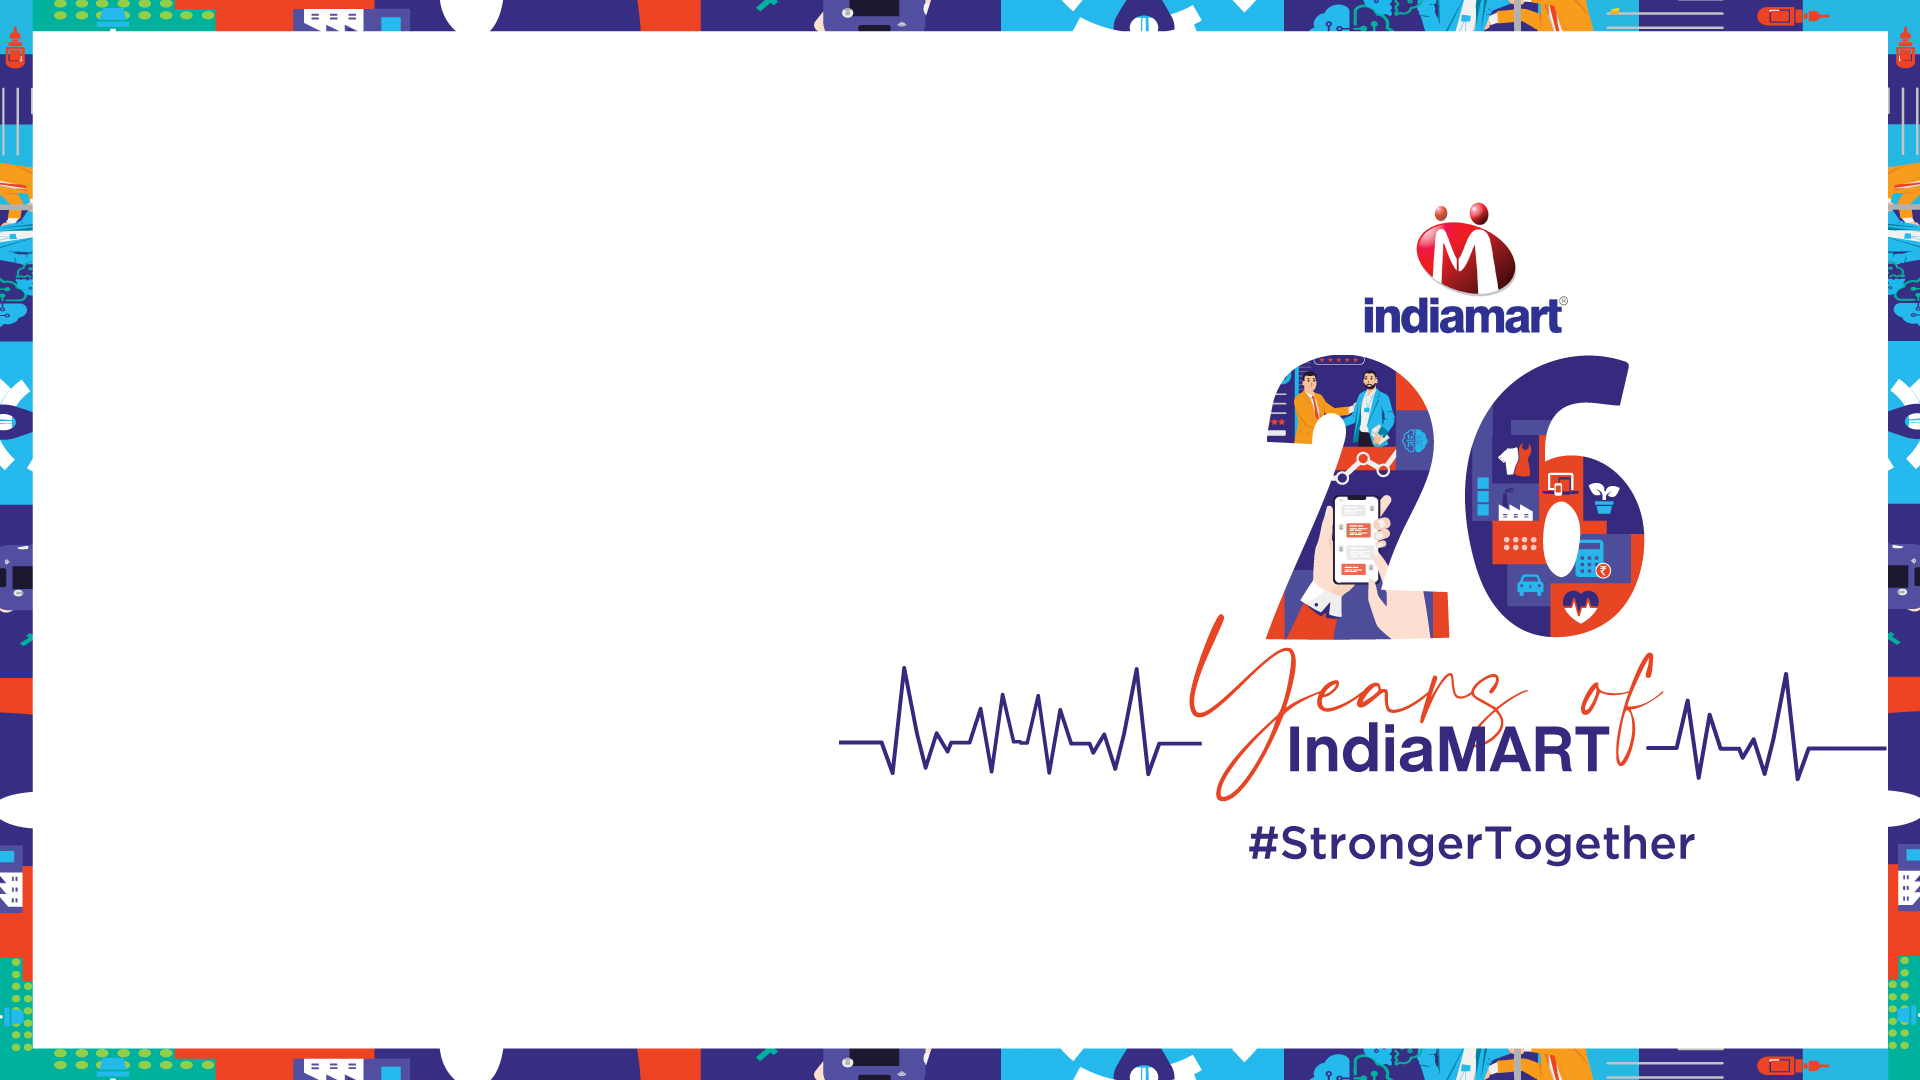 indiamart®
26
Years of
IndiaMART
#StrongerTogether